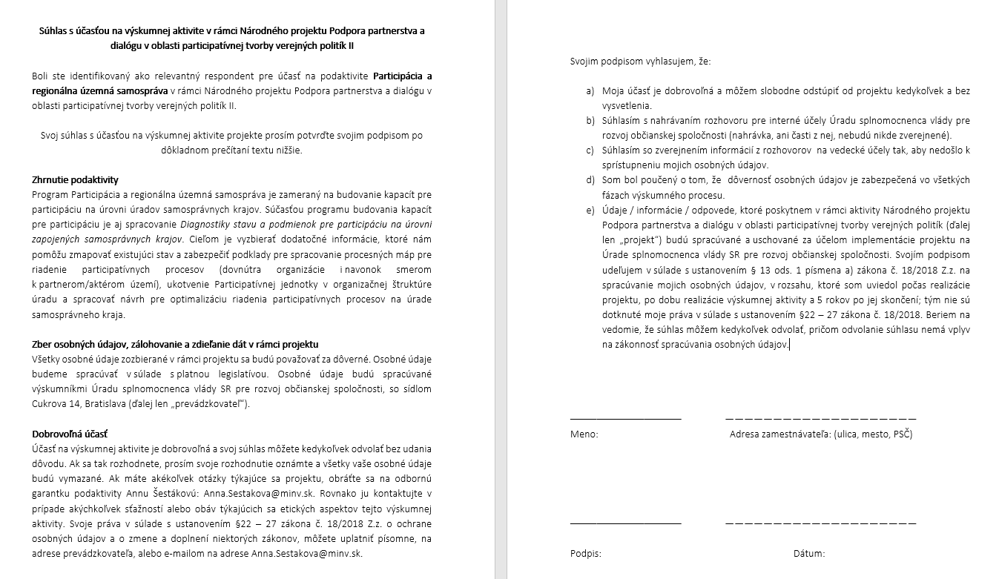 Súhlas s účasťou na výskumnej aktivite v rámci Národného projektu Podpora partnerstva a
dialógu v oblasti participatívnej tvorby verejných politík II
Boli ste identifikovaný ako relevantný respondent pre účasť na podaktivite Participácia a
regionálna územná samospráva v rámci Národného projektu Podpora partnerstva a dialógu v
oblasti participatívnej tvorby verejných politík II.
Svoj súhlas s účasťou na výskumnej aktivite projekte prosím potvrďte svojim podpisom po
dôkladnom prečítaní textu nižšie.
Zhrnutie podaktivity
Program Participácia a regionálna územná samospráva je zameraný na budovanie kapacít pre
participáciu na úrovni úradov samosprávnych krajov. Súčasťou programu budovania kapacít
pre participáciu je aj spracovanie Diagnostiky stavu a podmienok pre participáciu na úrovni
zapojených samosprávnych krajov. Cieľom je vyzbierať dodatočné informácie, ktoré nám
pomôžu zmapovať existujúci stav a zabezpečiť podklady pre spracovanie procesných máp pre
riadenie participatívnych procesov (dovnútra organizácie i navonok smerom
k partnerom/aktérom území), ukotvenie Participatívnej jednotky v organizačnej štruktúre
úradu a spracovať návrh pre optimalizáciu riadenia participatívnych procesov na úrade
samosprávneho kraja.
Zber osobných údajov, zálohovanie a zdieľanie dát v rámci projektu
Všetky osobné údaje zozbierané v rámci projektu sa budú považovať za dôverné. Osobné údaje
budeme spracúvať v súlade s platnou legislatívou. Osobné údaje budú spracúvané
výskumníkmi Úradu splnomocnenca vlády SR pre rozvoj občianskej spoločnosti, so sídlom
Cukrova 14, Bratislava (ďalej len „prevádzkovateľ“).
Dobrovoľná účasť
Účasť na výskumnej aktivite je dobrovoľná a svoj súhlas môžete kedykoľvek odvolať bez udania
dôvodu. Ak sa tak rozhodnete, prosím svoje rozhodnutie oznámte a všetky vaše osobné údaje
budú vymazané. Ak máte akékoľvek otázky týkajúce sa projektu, obráťte sa na odbornú
garantku podaktivity Annu Šestákovú: Anna.Sestakova@minv.sk. Rovnako ju kontaktujte v
prípade akýchkoľvek sťažností alebo obáv týkajúcich sa etických aspektov tejto výskumnej
aktivity. Svoje práva v súlade s ustanovením §22 – 27 zákona č. 18/2018 Z.z. o ochrane
osobných údajov a o zmene a doplnení niektorých zákonov, môžete uplatniť písomne, na
adrese prevádzkovateľa, alebo e-mailom na adrese Anna.Sestakova@minv.sk.
Svojim podpisom vyhlasujem, že:
a) Moja účasť je dobrovoľná a môžem slobodne odstúpiť od projektu kedykoľvek a bez
vysvetlenia.
b) Súhlasím s nahrávaním rozhovoru pre interné účely Úradu splnomocnenca vlády pre
rozvoj občianskej spoločnosti (nahrávka, ani časti z nej, nebudú nikde zverejnené).
c) Súhlasím so zverejnením informácií z rozhovorov na vedecké účely tak, aby nedošlo k
sprístupneniu mojich osobných údajov.
d) Som bol poučený o tom, že dôvernosť osobných údajov je zabezpečená vo všetkých
fázach výskumného procesu.
e) Údaje / informácie / odpovede, ktoré poskytnem v rámci aktivity Národného projektu
Podpora partnerstva a dialógu v oblasti participatívnej tvorby verejných politík (ďalej
len „projekt“) budú spracúvané a uschované za účelom implementácie projektu na
Úrade splnomocnenca vlády SR pre rozvoj občianskej spoločnosti. Svojím podpisom
udeľujem v súlade s ustanovením § 13 ods. 1 písmena a) zákona č. 18/2018 Z.z. na
spracúvanie mojich osobných údajov, v rozsahu, ktoré som uviedol počas realizácie
projektu, po dobu realizácie výskumnej aktivity a 5 rokov po jej skončení; tým nie sú
dotknuté moje práva v súlade s ustanovením §22 – 27 zákona č. 18/2018. Beriem na
vedomie, že súhlas môžem kedykoľvek odvolať, pričom odvolanie súhlasu nemá vplyv
na zákonnosť spracúvania osobných údajov.
Meno: Adresa zamestnávateľa: (ulica, mesto, PSČ)
Podpis: Dátum: